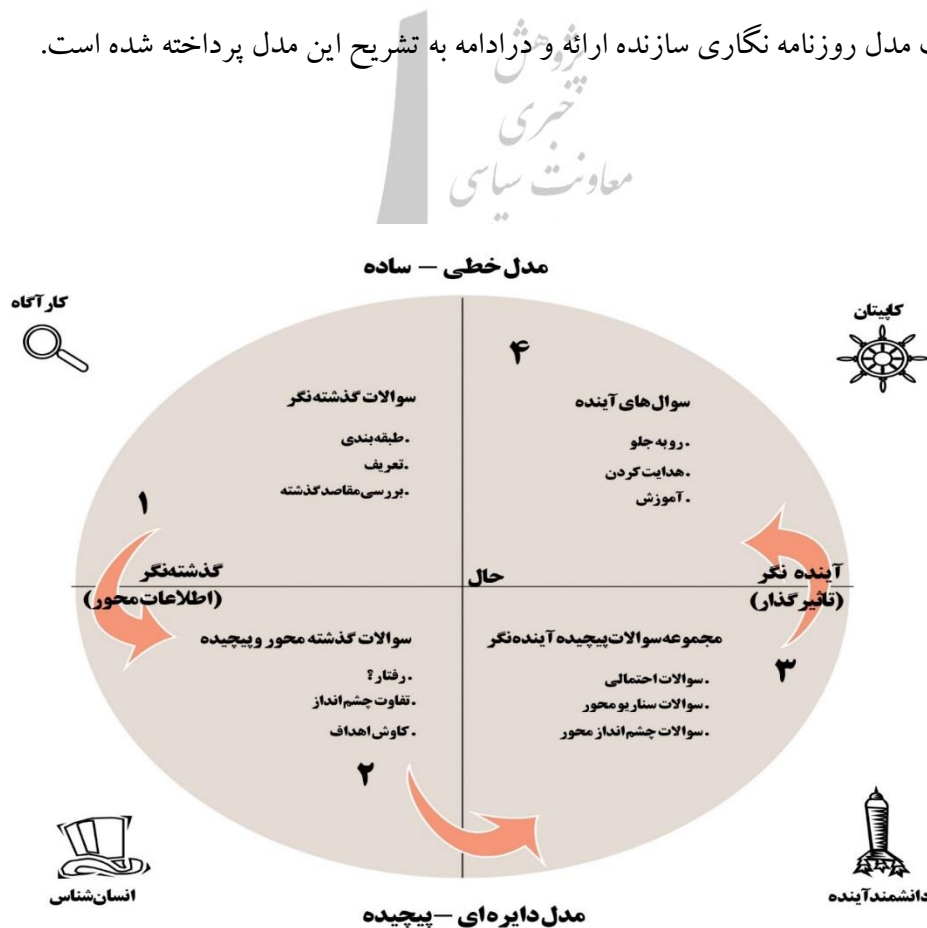 مدل روزنامه نگاری سازنده ارائه و درادامه به تشریح این مدل پرداخته شده است.
پژوهش
خبری
معاونت سیاسی
مدل خطی – ساده
کارآگاه
کاپیتان
۴
سوالات گذشته‌نگر
.طبقه‌بندی
.تعریف
.بررسی مقاصد گذشته
سوال‌های آینده
.رو به جلو
.هدایت کردن
.آموزش
۱
گذشته‌نگر
(اطلاعات محور)
حال
آینده نگر
(تاثیرگذار)
سوالات گذشته محور و پیچیده
.رفتار؟
.تفاوت چشم‌انداز
.کاوش اهداف
۲
مجموعه سوالات پیچیده آینده‌نگر
.سوالات احتمالی
.سوالات سناریو محور
.سوالات چشم‌انداز محور
۳
انسان‌شناس
دانشمند آینده
مدل دایره‌ای – پیچیده